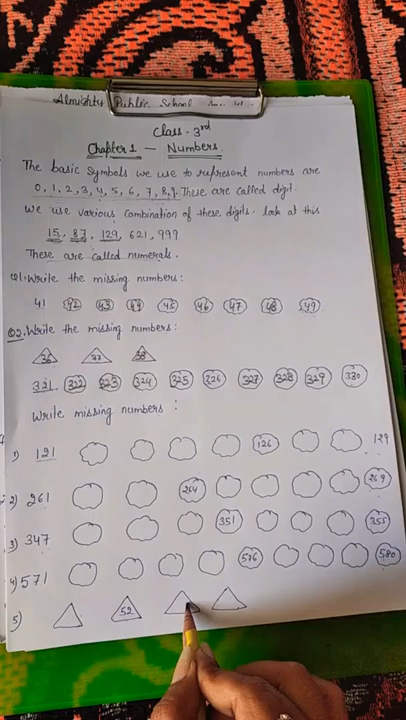 Almighty Public School
Class - 3rd
Chapter 1 — Numbers.
The basic symbols we use to represent numbers are
0, 1, 2, 3, 4, 5, 6, 7, 8, 9. These are called digit.
We use various combination of these digits. look at this
15, 87, 129, 621, 999
These are called numerals.
Q1. Write the missing numbers:
41 42 43 44 45 46 47 48 49
Q2. Write the missing numbers:
36 37 38
321 322 323 324 325 326 327 328 329 330
Write missing numbers :
1) 121 126 129
2) 261 264 269
3) 347 351 355
4) 571 576 580
5) 52